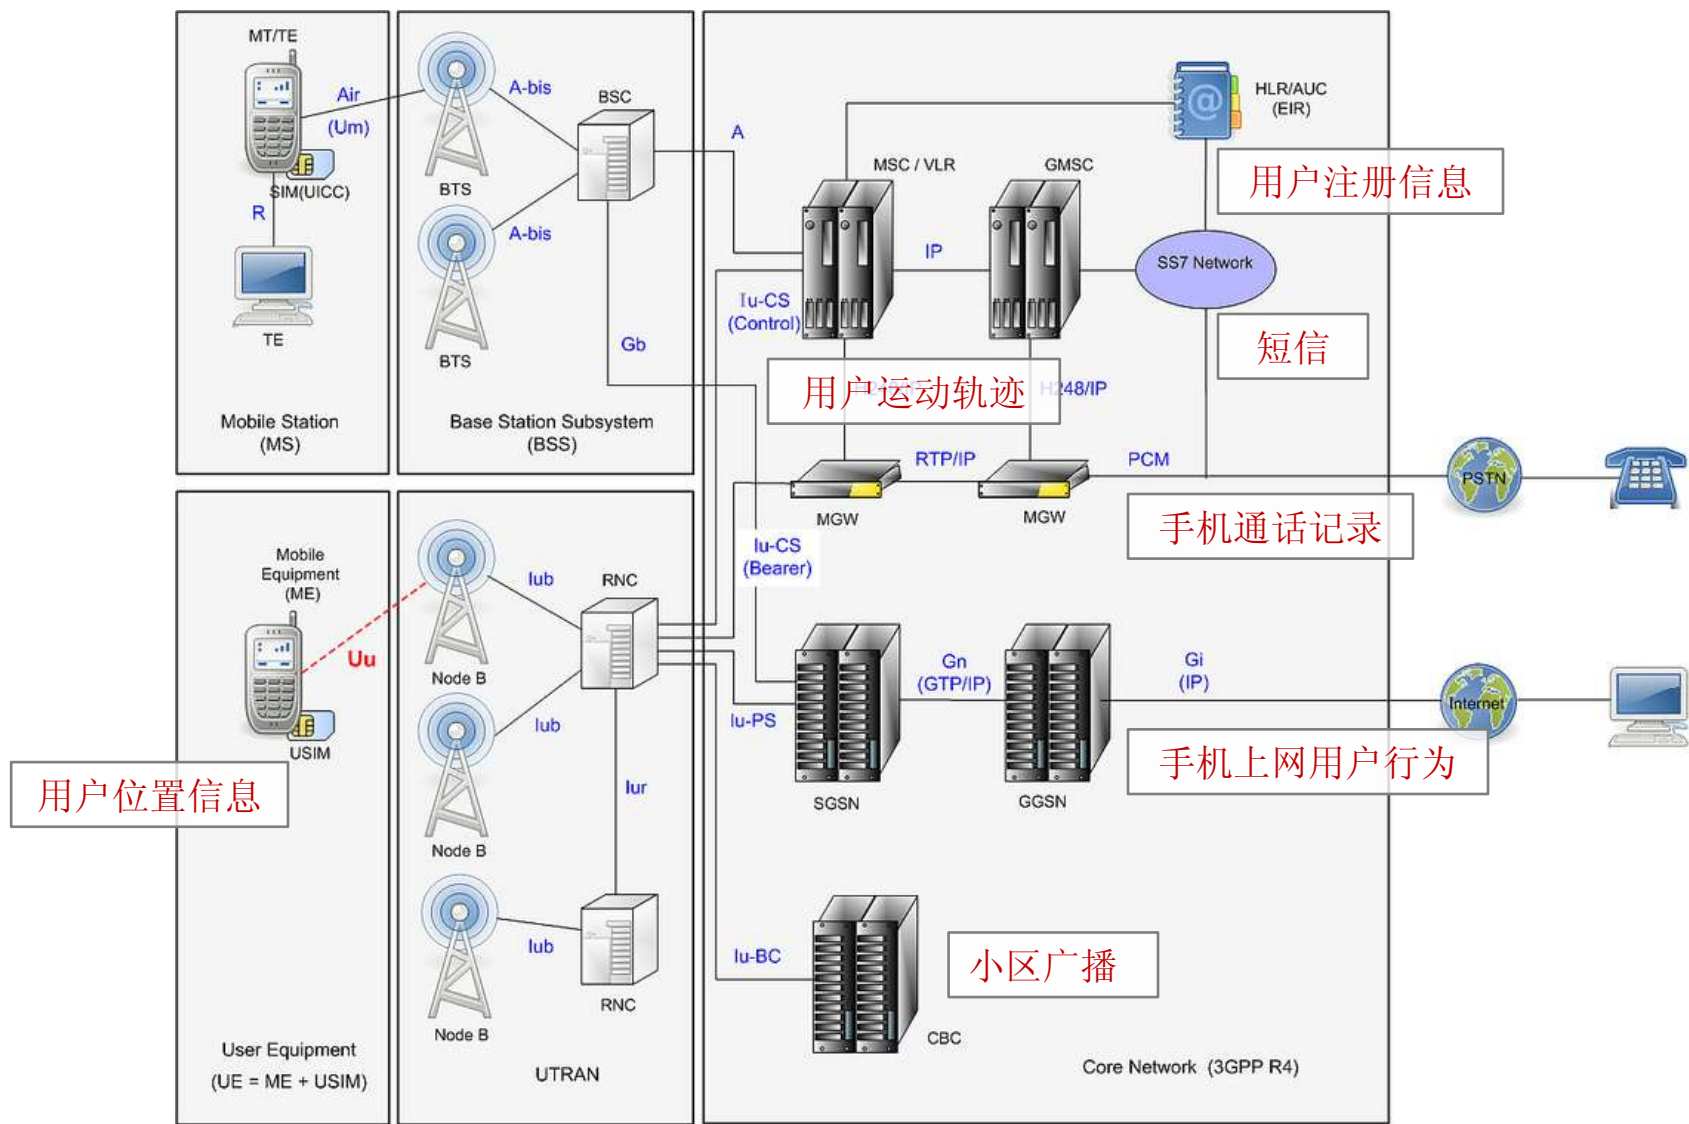 MT/TE
Air
(Um)
SIM(UICC)
R
TE
Mobile Station
(MS)
A-bis
BSC
BTS
A-bis
BTS
Gb
Base Station Subsystem
(BSS)
A
MSC / VLR
GMSC
HLR/AUC
(EIR)
用户注册信息
IP
SS7 Network
Iu-CS
(Control)
短信
用户运动轨迹
H248/IP
RTP/IP
PCM
MGW
MGW
手机通话记录
PSTN
Iu-CS
(Bearer)
Mobile
Equipment
(ME)
Uu
USIM
用户位置信息
User Equipment
(UE = ME + USIM)
Iub
RNC
Node B
Iub
Node B
Iur
Iub
RNC
Node B
UTRAN
Iu-PS
Gn
(GTP/IP)
Gi
(IP)
Internet
SGSN
GGSN
手机上网用户行为
Iu-BC
小区广播
CBC
Core Network (3GPP R4)